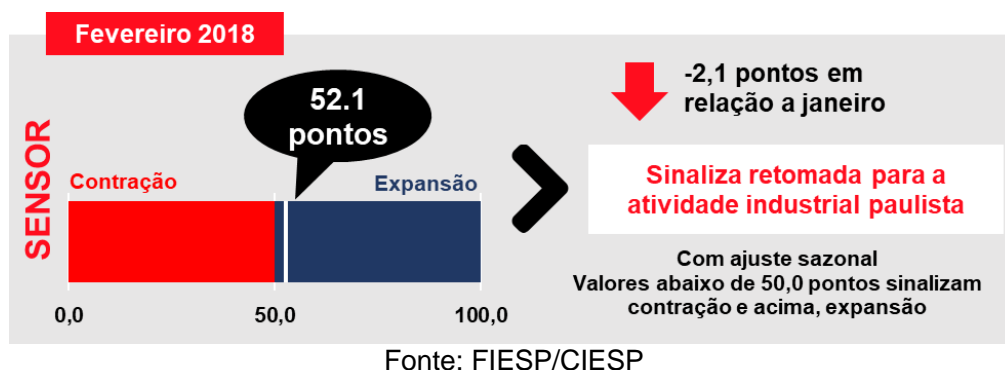 Fevereiro 2018
SENSOR
52.1
pontos
Contração
Expansão
0,0
50,0
100,0
-2,1 pontos em
relação a janeiro
Sinaliza retomada para a
atividade industrial paulista
Com ajuste sazonal
Valores abaixo de 50,0 pontos sinalizam
contração e acima, expansão
Fonte: FIESP/CIESP